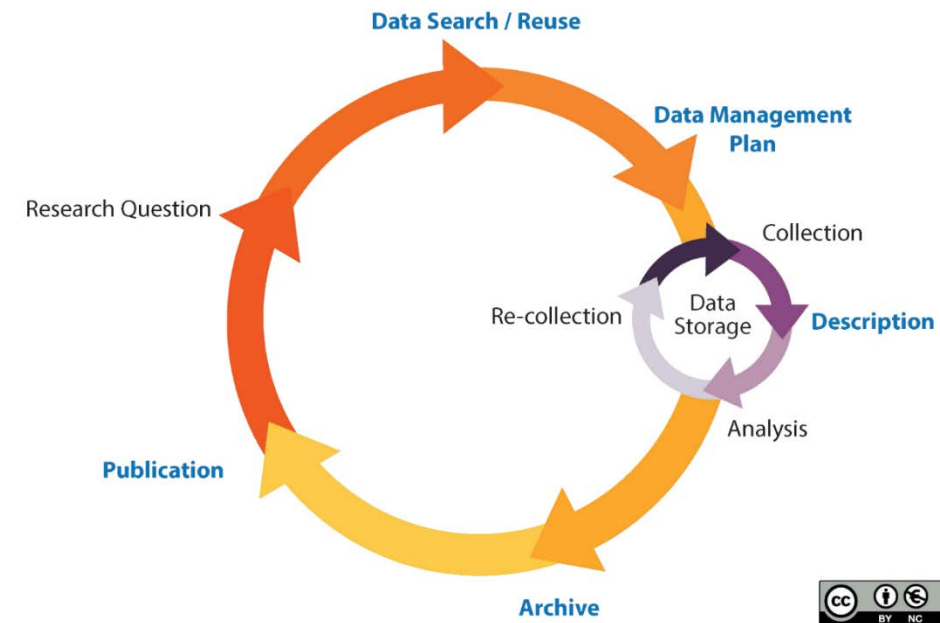 Data Search / Reuse
Data Management
Plan
Research Question
Collection
Re-collection
Data
Storage
Description
Analysis
Publication
Archive
cc
BY NC